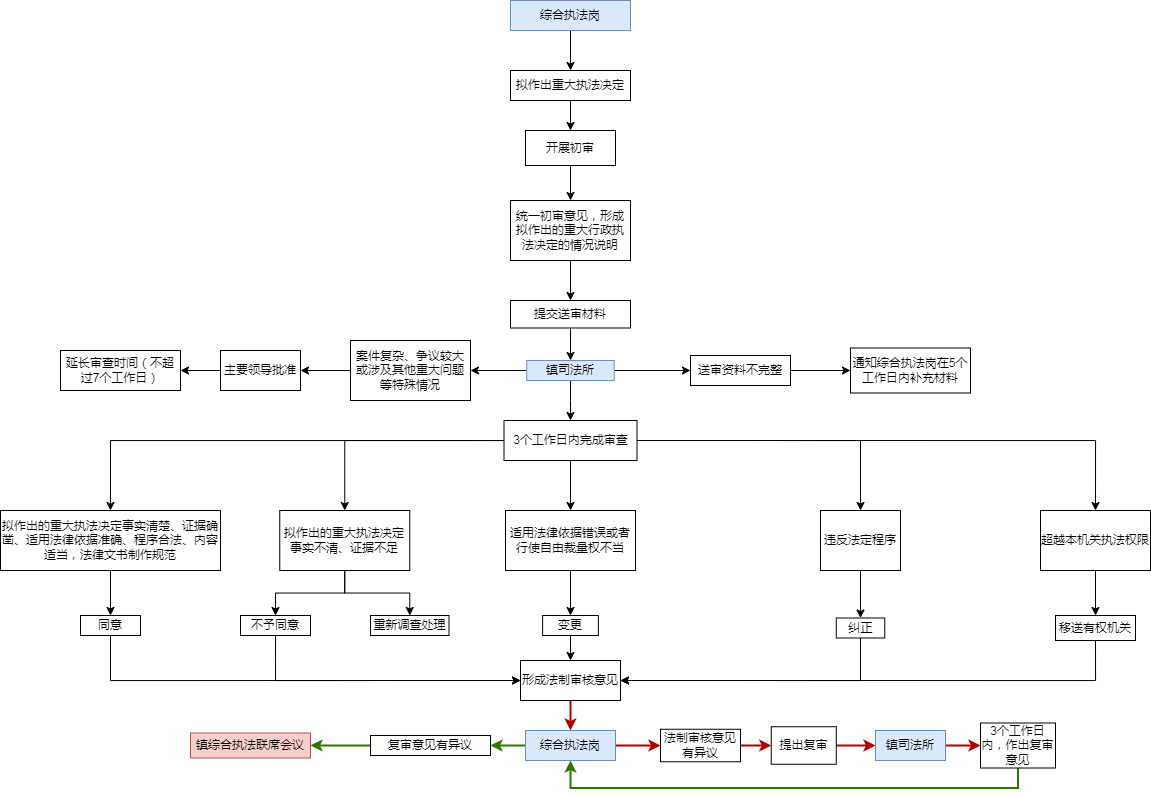 综合执法岗
拟作出重大执法决定
开展初审
统一初审意见，形成
拟作出的重大行政执
法决定的情况说明
提交送审材料
延长审查时间（不超
过7个工作日）
主要领导批准
案件复杂、争议较大
或涉及其他重大问题
等特殊情况
镇司法所
送审资料不完整
通知综合执法岗在5个
工作日内补充材料
3个工作日内完成审查
拟作出的重大执法决定事实清楚、证据确
凿、适用法律依据准确、程序合法、内容
适当，法律文书制作规范
拟作出的重大执法决定
事实不清、证据不足
适用法律依据错误或者
行使自由裁量权不当
违反法定程序
超越本机关执法权限
同意
不予同意
重新调查处理
变更
纠正
移送有权机关
形成法制审核意见
镇综合执法联席会议
复审意见有异议
综合执法岗
法制审核意见
有异议
提出复审
镇司法所
3个工作日
内，作出复审
意见